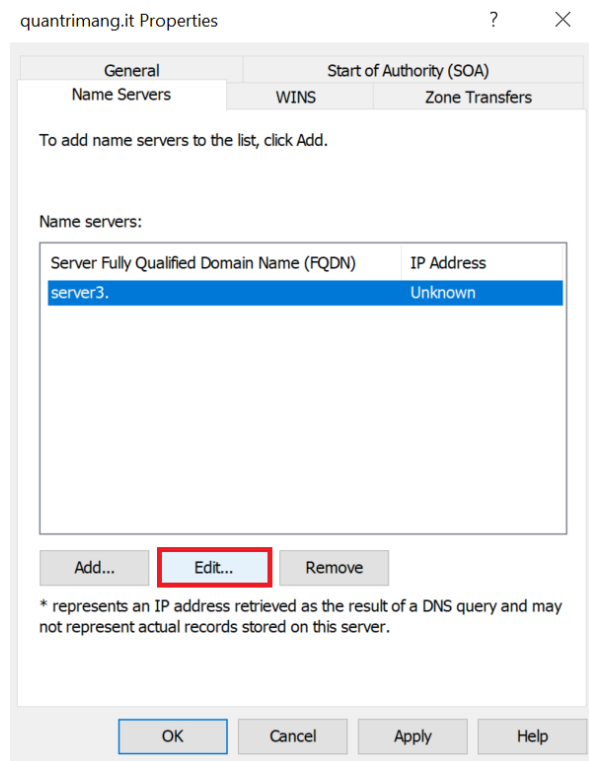 quantrimang.it Properties ?
General Start of Authority (SOA)
Name Servers WINS Zone Transfers
To add name servers to the list, click Add.
Name servers:
Server Fully Qualified Domain Name (FQDN) IP Address
server3. Unknown
Add... Edit... Remove
* represents an IP address retrieved as the result of a DNS query and may
not represent actual records stored on this server.
OK Cancel Apply Help